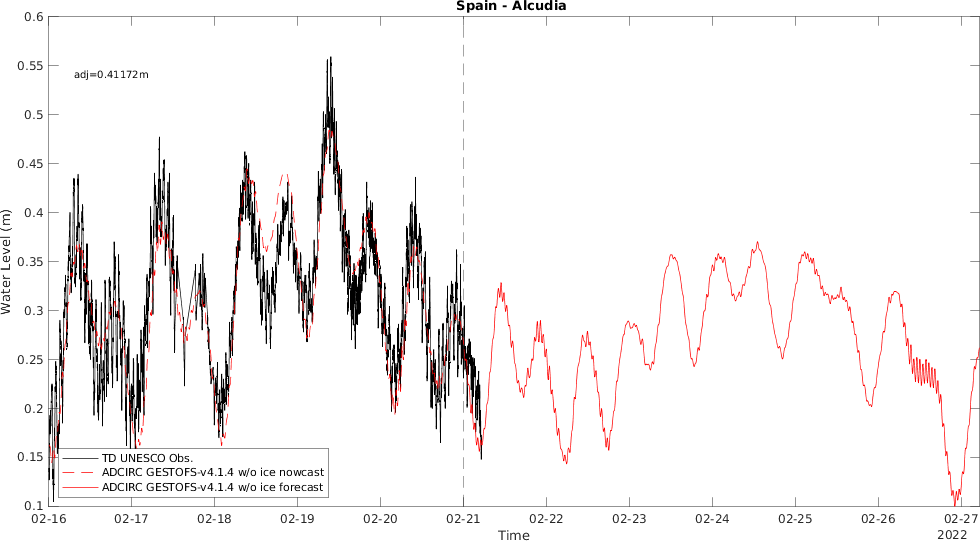 Spain - Alcudia
adj=0.41172m
Water Level (m)
0.6
0.55
0.5
0.45
0.4
0.35
0.3
0.25
0.2
0.15
0.1
TD UNESCO Obs.
ADCIRC GESTOFS-v4.1.4 w/o ice nowcast
ADCIRC GESTOFS-v4.1.4 w/o ice forecast
02-16 02-17 02-18 02-19 02-20 02-21 02-22 02-23 02-24 02-25 02-26 02-27
Time
2022